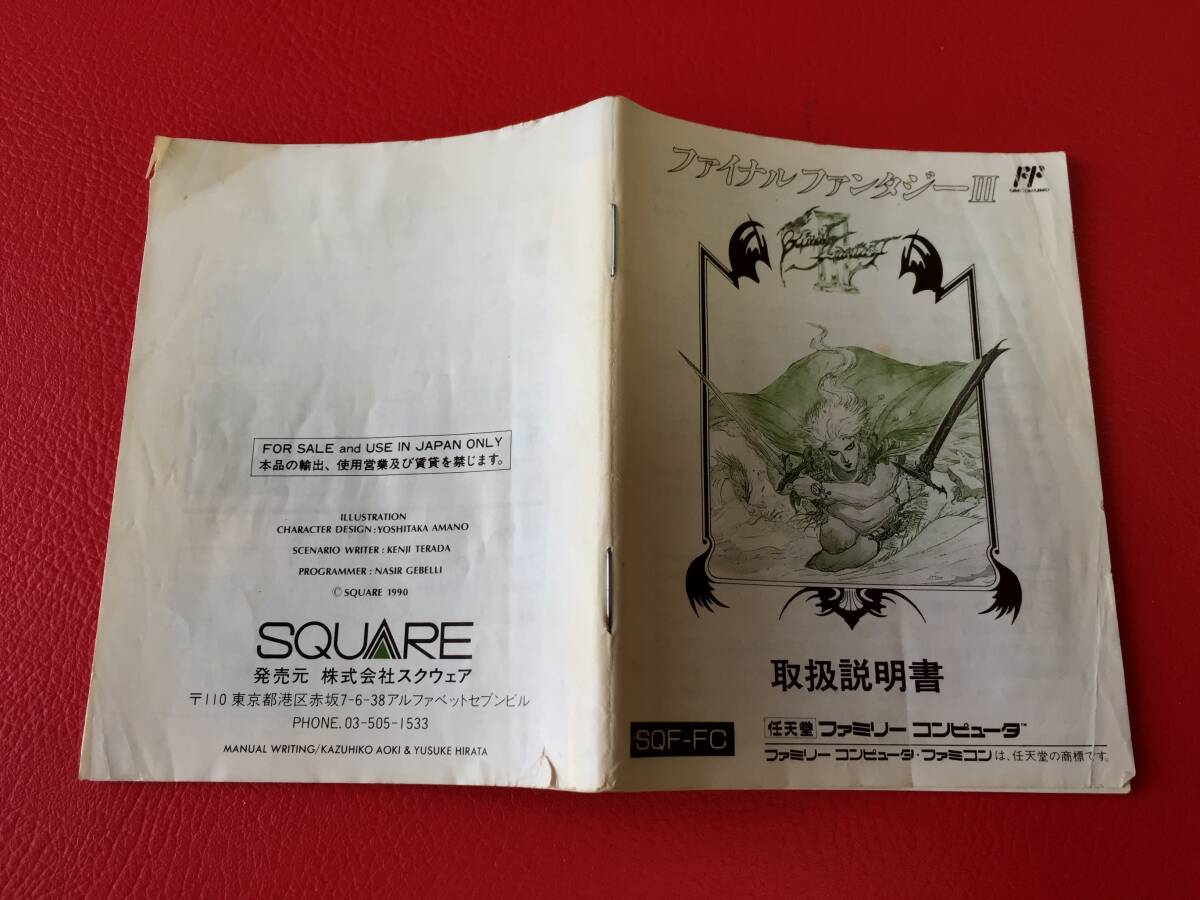 FOR SALE and USE IN JAPAN ONLY
本品の輸出、使用営業及び賃貸を禁じます。
ILLUSTRATION
CHARACTER DESIGN:YOSHITAKA AMANO
SCENARIO WRITER:KENJI TERADA
PROGRAMMER:NASIR GEBELLI
© SQUARE 1990
SQUARE
発売元 株式会社スクウェア
〒110 東京都港区赤坂7-6-38アルファベットセブンビル
PHONE. 03-505-1533
MANUAL WRITING/KAZUHIKO AOKI & YUSUKE HIRATA
ファイナルファンタジーIII
FF
取扱説明書
SQF-FC
任天堂 ファミリー コンピュータ™
ファミリー コンピュータ・ファミコンは、任天堂の商標です。